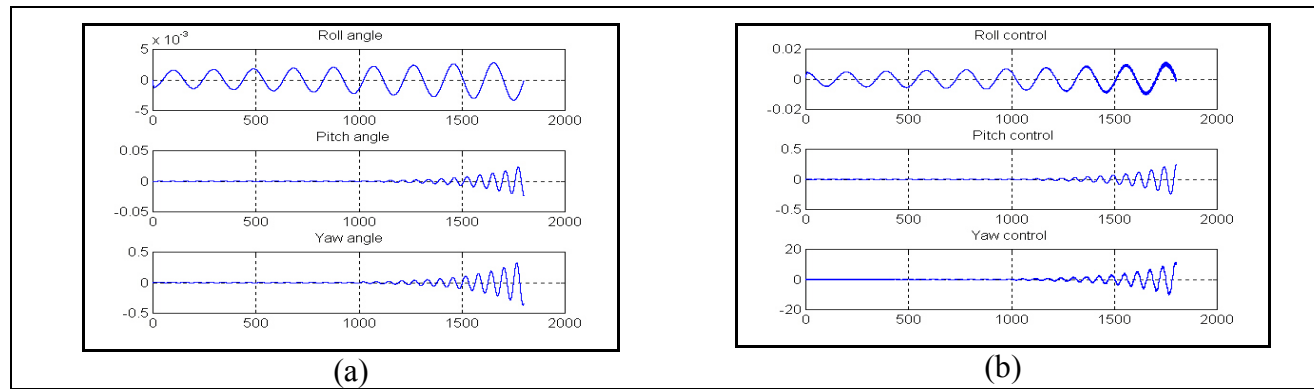 Roll angle
x 10⁻³
5
0
-5
0 500 1000 1500 2000
Pitch angle
0.05
0
-0.05
0 500 1000 1500 2000
Yaw angle
0.5
0
-0.5
0 500 1000 1500 2000
(a)
Roll control
0.02
0
-0.02
0 500 1000 1500 2000
Pitch control
0.5
0
-0.5
0 500 1000 1500 2000
Yaw control
20
0
-20
0 500 1000 1500 2000
(b)